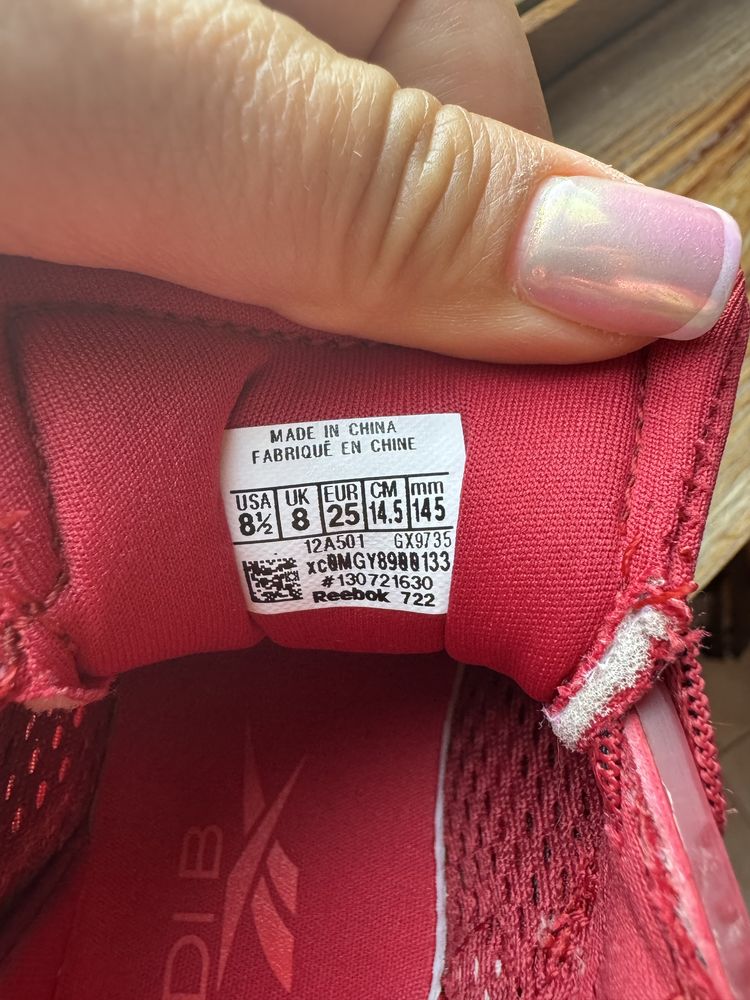 MADE IN CHINA
FABRIQUÉ EN CHINE
USA UK EUR CM mm
8½ 8 25 14.5 145
12A501 GX9735
#130721630
Reebok 722